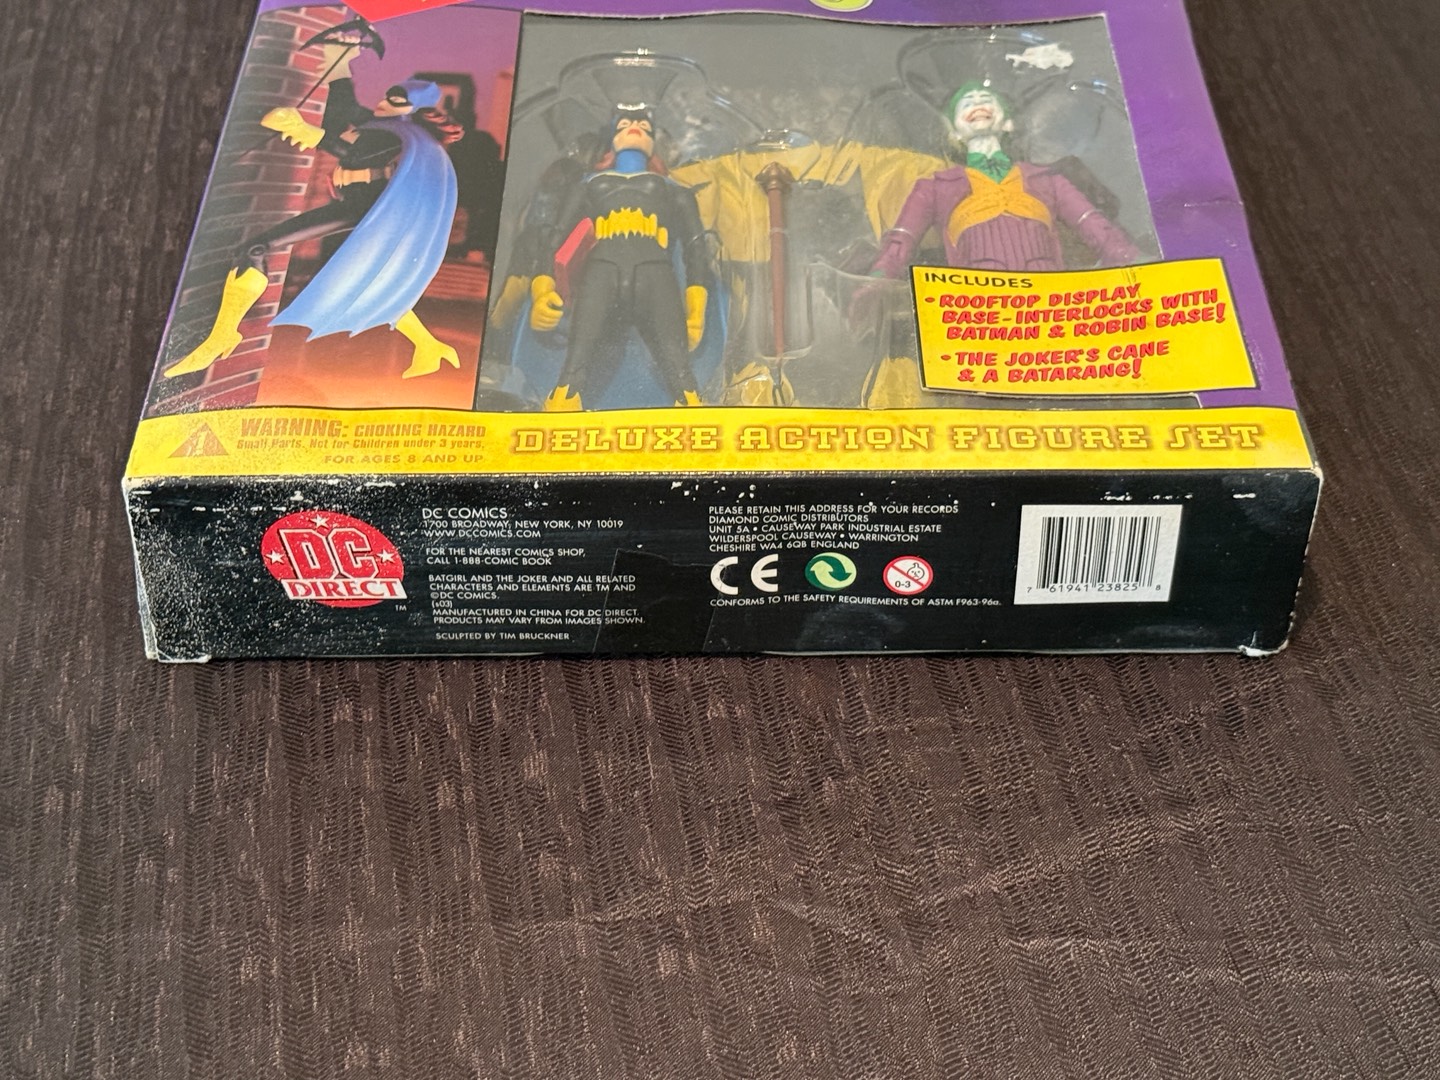 INCLUDES
• ROOFTOP DISPLAY
BASE-INTERLOCKS WITH
BATMAN & ROBIN BASE!
• THE JOKER'S CANE
& A BATARANG!
WARNING: CHOKING HAZARD
Small Parts. Not for Children under 3 years.
FOR AGES 8 AND UP
DELUXE ACTION FIGURE SET
DC
DIRECT
TM
DC COMICS
1700 BROADWAY, NEW YORK, NY 10019
WWW.DCCOMICS.COM
FOR THE NEAREST COMICS SHOP,
CALL 1-888-COMIC BOOK
BATGIRL AND THE JOKER AND ALL RELATED
CHARACTERS AND ELEMENTS ARE TM AND
© DC COMICS.
(s03)
MANUFACTURED IN CHINA FOR DC DIRECT.
PRODUCTS MAY VARY FROM IMAGES SHOWN.
SCULPTED BY TIM BRUCKNER
PLEASE RETAIN THIS ADDRESS FOR YOUR RECORDS
DIAMOND COMIC DISTRIBUTORS
UNIT 5A • CAUSEWAY PARK INDUSTRIAL ESTATE
WILDERSPOOL CAUSEWAY • WARRINGTON
CHESHIRE WA4 6QB ENGLAND
CE
0-3
CONFORMS TO THE SAFETY REQUIREMENTS OF ASTM F963-96a.
7 61941 23825 8